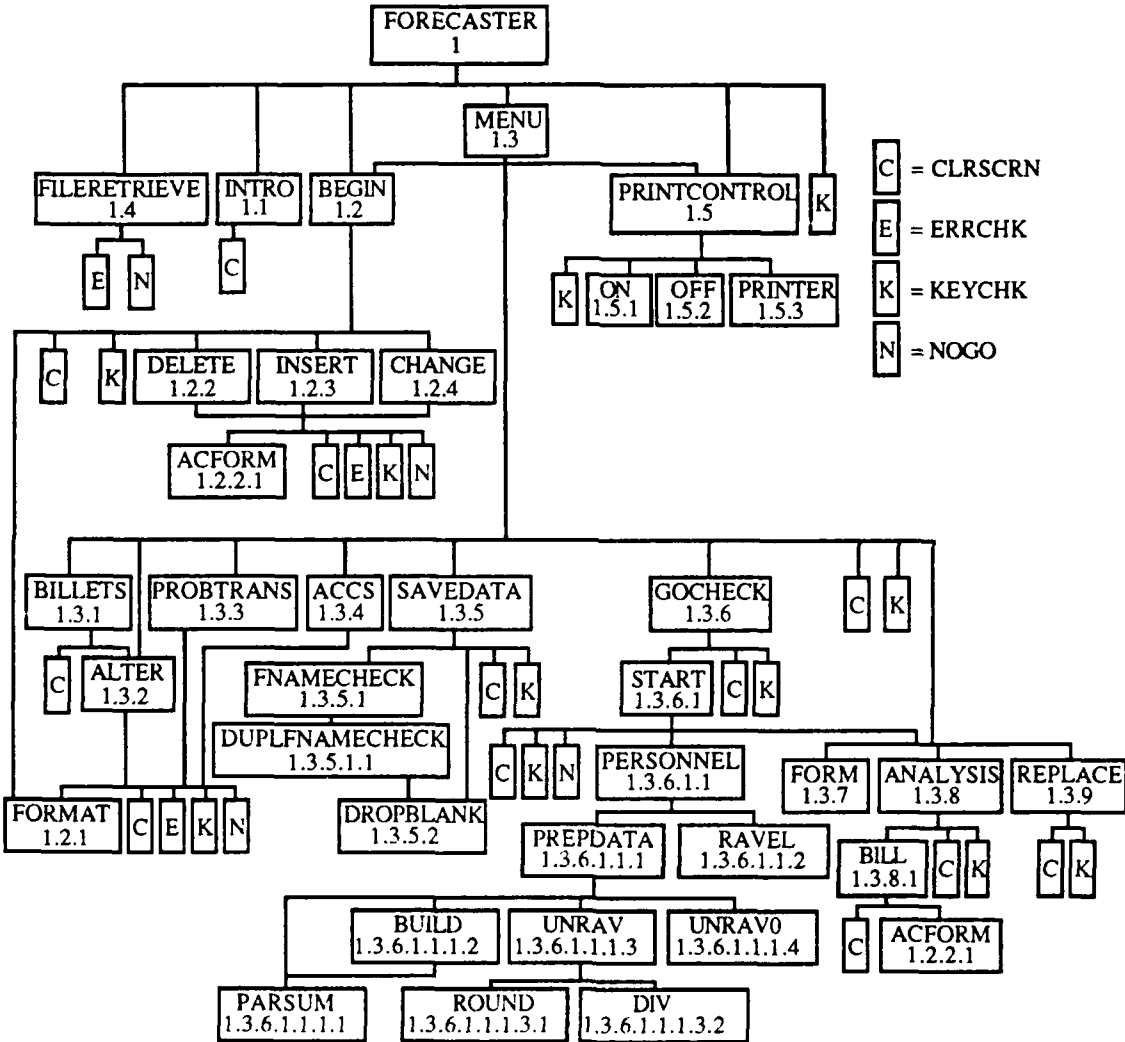 FORECASTER
1
MENU
1.3
FILERETRIEVE
1.4
INTRO
1.1
BEGIN
1.2
PRINTCONTROL
1.5
K
C = CLRSCRN
E = ERRCHK
K = KEYCHK
N = NOGO
E
N
C
K
ON
1.5.1
OFF
1.5.2
PRINTER
1.5.3
C
K
DELETE
1.2.2
INSERT
1.2.3
CHANGE
1.2.4
ACFORM
1.2.2.1
C
E
K
N
BILLETS
1.3.1
PROBTRANS
1.3.3
ACCS
1.3.4
SAVEDATA
1.3.5
GOCHECK
1.3.6
C
K
C
ALTER
1.3.2
FNAMECHECK
1.3.5.1
C
K
START
1.3.6.1
C
K
DUPLFNAMECHECK
1.3.5.1.1
C
K
N
PERSONNEL
1.3.6.1.1
FORM
1.3.7
ANALYSIS
1.3.8
REPLACE
1.3.9
FORMAT
1.2.1
C
E
K
N
DROPBLANK
1.3.5.2
PREPDATA
1.3.6.1.1.1
RAVEL
1.3.6.1.1.2
BILL
1.3.8.1
C
K
C
K
BUILD
1.3.6.1.1.1.2
UNRAV
1.3.6.1.1.1.3
UNRAV0
1.3.6.1.1.1.4
C
ACFORM
1.2.2.1
PARSUM
1.3.6.1.1.1.1
ROUND
1.3.6.1.1.1.3.1
DIV
1.3.6.1.1.1.3.2